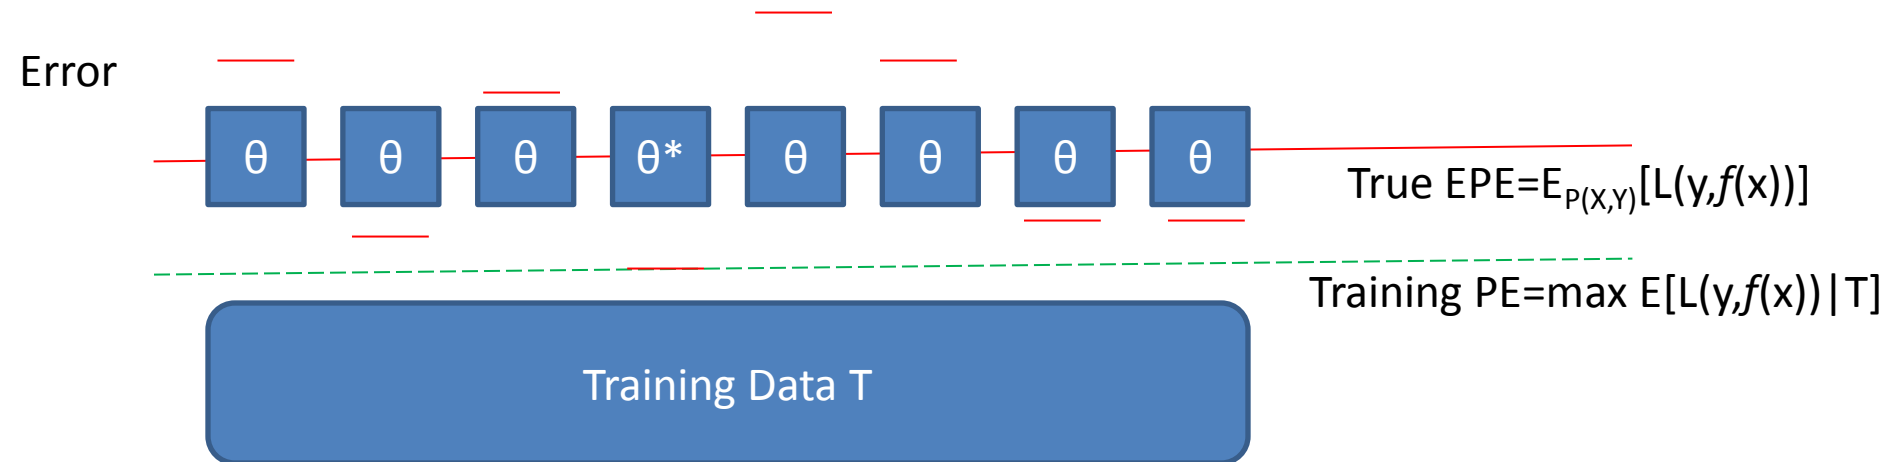 Error
θ θ θ θ* θ θ θ θ
True EPE=E_P(X,Y)[L(y,f(x))]
Training PE=max E[L(y,f(x))|T]
Training Data T